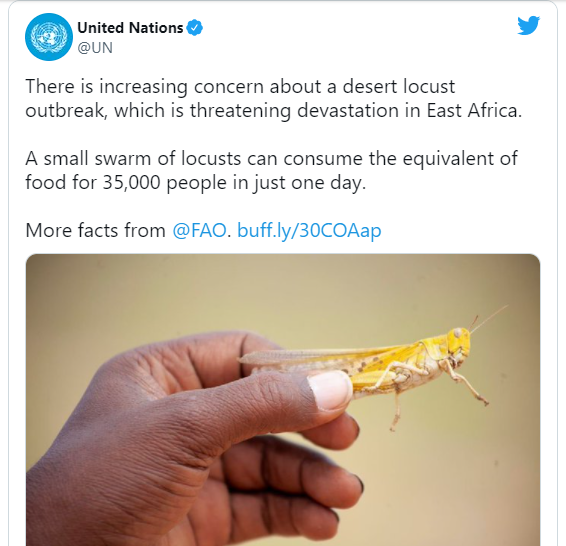 United Nations
@UN
There is increasing concern about a desert locust
outbreak, which is threatening devastation in East Africa.
A small swarm of locusts can consume the equivalent of
food for 35,000 people in just one day.
More facts from @FAO. buff.ly/30COAap